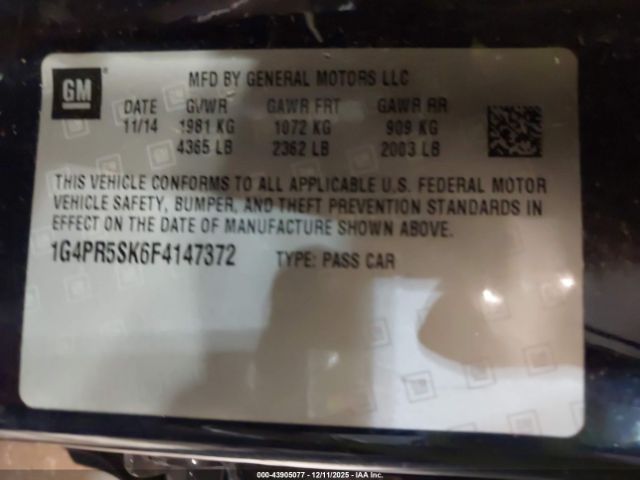 GM ® MFD BY GENERAL MOTORS LLC
DATE GVWR GAWR FRT GAWR RR
11/14 1981 KG 1072 KG 909 KG
4365 LB 2362 LB 2003 LB
THIS VEHICLE CONFORMS TO ALL APPLICABLE U.S. FEDERAL MOTOR
VEHICLE SAFETY, BUMPER, AND THEFT PREVENTION STANDARDS IN
EFFECT ON THE DATE OF MANUFACTURE SHOWN ABOVE.
1G4PR5SK6F4147372 TYPE: PASS CAR
000-43905077 - 12/11/2025 - IAA Inc.